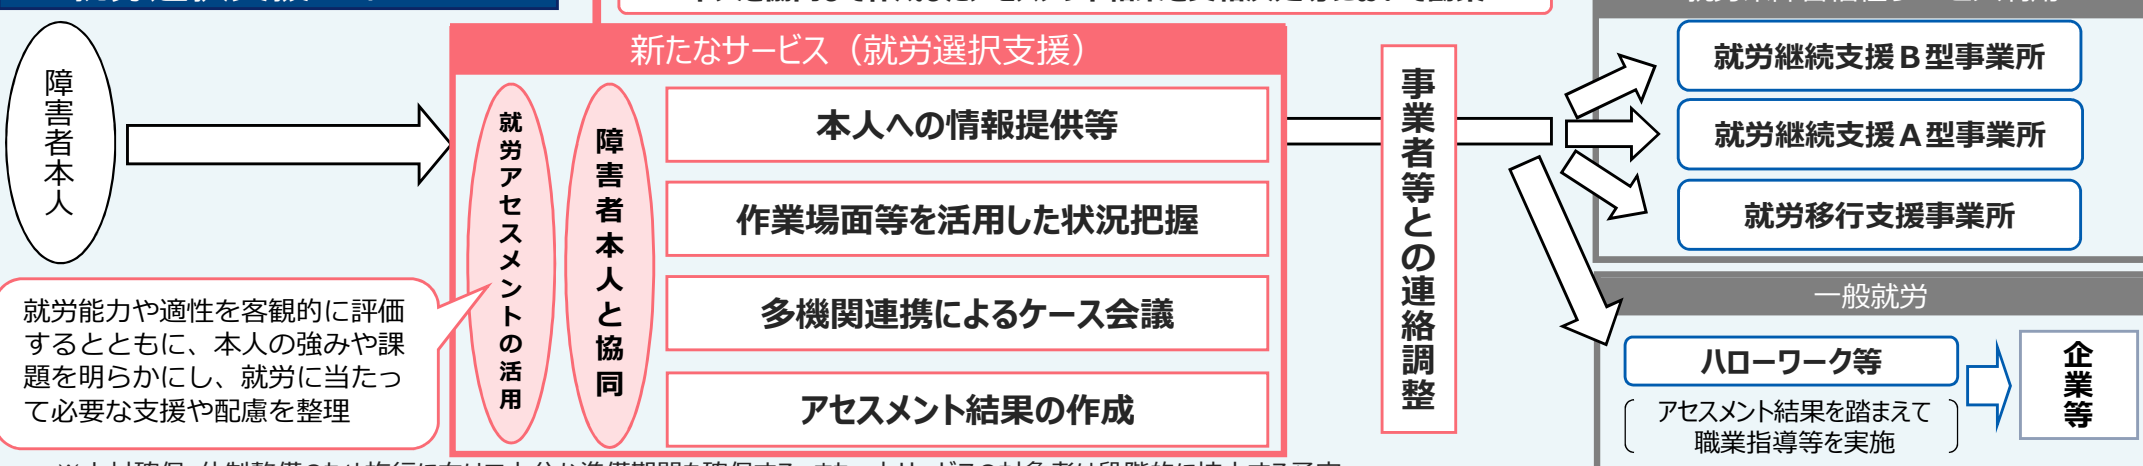 新たなサービス（就労選択支援）
障害者本人
就労アセスメントの活用
障害者本人と協同
本人への情報提供等
作業場面等を活用した状況把握
多機関連携によるケース会議
アセスメント結果の作成
就労能力や適性を客観的に評価
するとともに、本人の強みや課
題を明らかにし、就労に当たっ
て必要な支援や配慮を整理
事業者等との連絡調整
就労継続支援Ｂ型事業所
就労継続支援Ａ型事業所
就労移行支援事業所
一般就労
ハローワーク等
アセスメント結果を踏まえて
職業指導等を実施
企業等